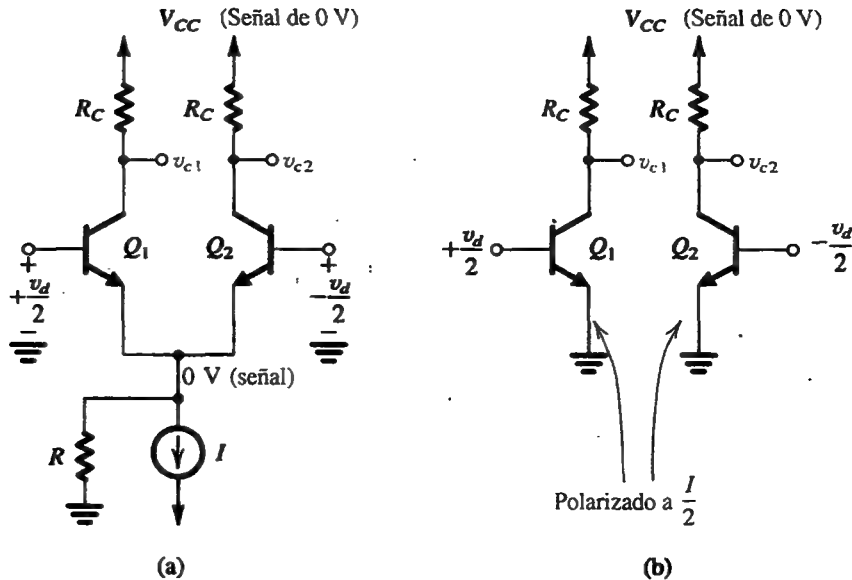 V_CC (Señal de 0 V)
R_C R_C
v_c1 v_c2
Q_1 Q_2
+
+v_d/2
−
+
−v_d/2
−
0 V (señal)
R I
(a)
V_CC (Señal de 0 V)
R_C R_C
v_c1 v_c2
+v_d/2 Q_1 Q_2 −v_d/2
Polarizado a I/2
(b)